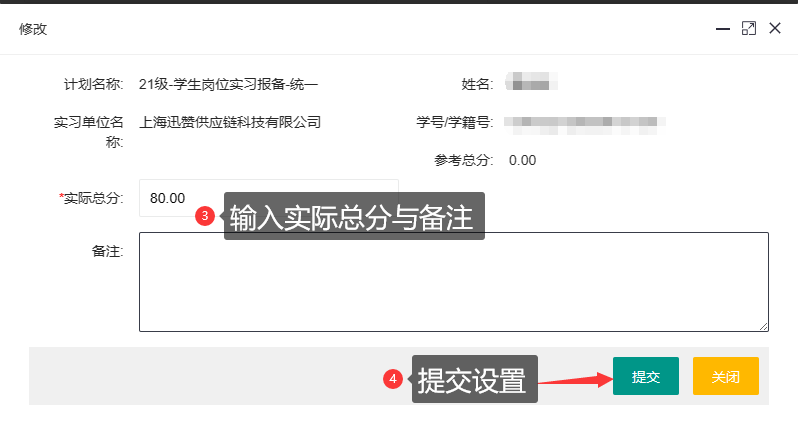 修改
计划名称: 21级-学生岗位实习报备-统一 姓名:
实习单位名 上海迅赞供应链科技有限公司 学号/学籍号:
称:
参考总分: 0.00
*实际总分: 80.00
3 输入实际总分与备注
备注:
4 提交设置 提交 关闭